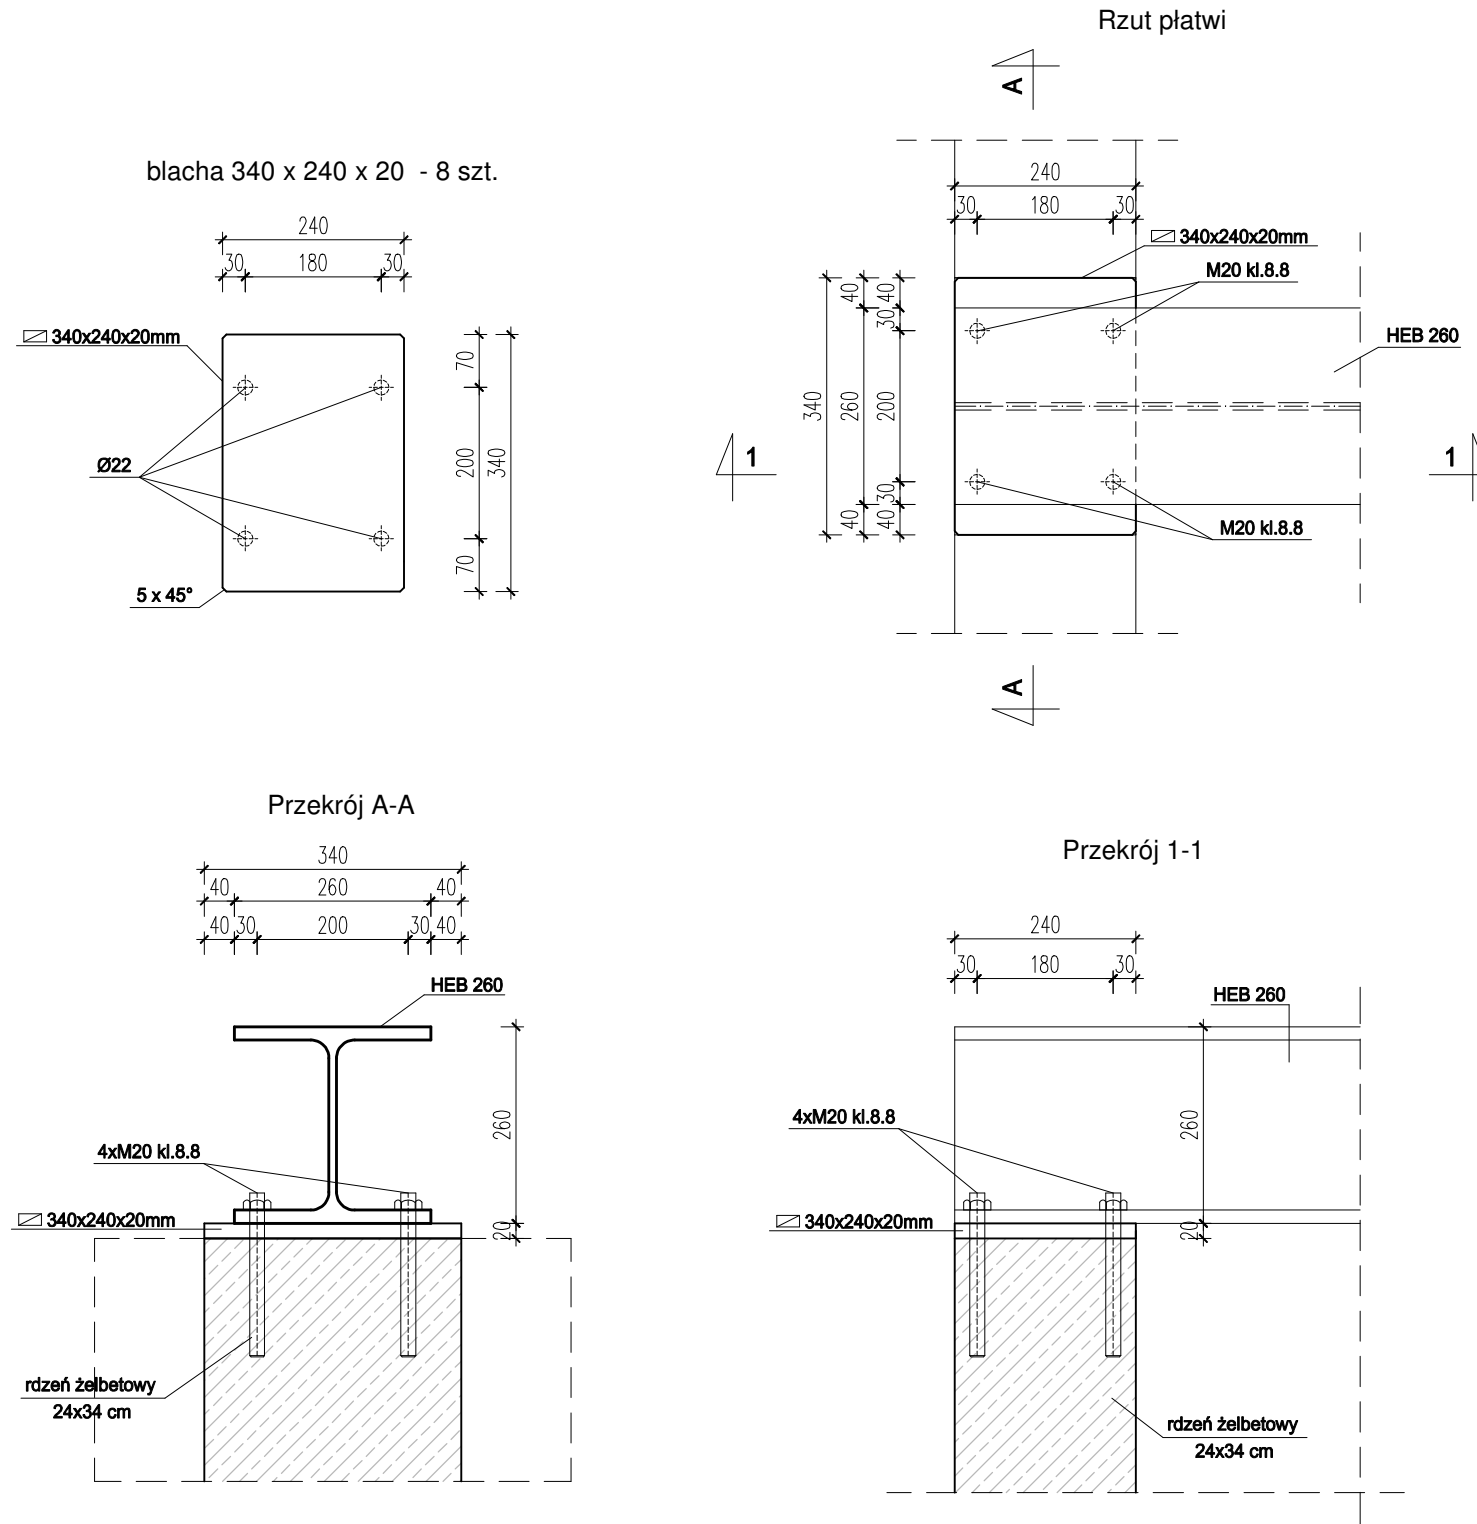 Rzut płatwi
A
blacha 340 x 240 x 20 - 8 szt.
240
30
180
30
340x240x20mm
70
200
340
70
Ø22
5 x 45°
240
30
180
30
340x240x20mm
M20 kl.8.8
HEB 260
40
40
30
340
260
200
30
40
40
M20 kl.8.8
1
1
A
Przekrój A-A
340
40
260
40
40
30
200
30
40
HEB 260
260
4xM20 kl.8.8
340x240x20mm
20
rdzeń żelbetowy
24x34 cm
Przekrój 1-1
240
30
180
30
HEB 260
4xM20 kl.8.8
260
340x240x20mm
20
rdzeń żelbetowy
24x34 cm